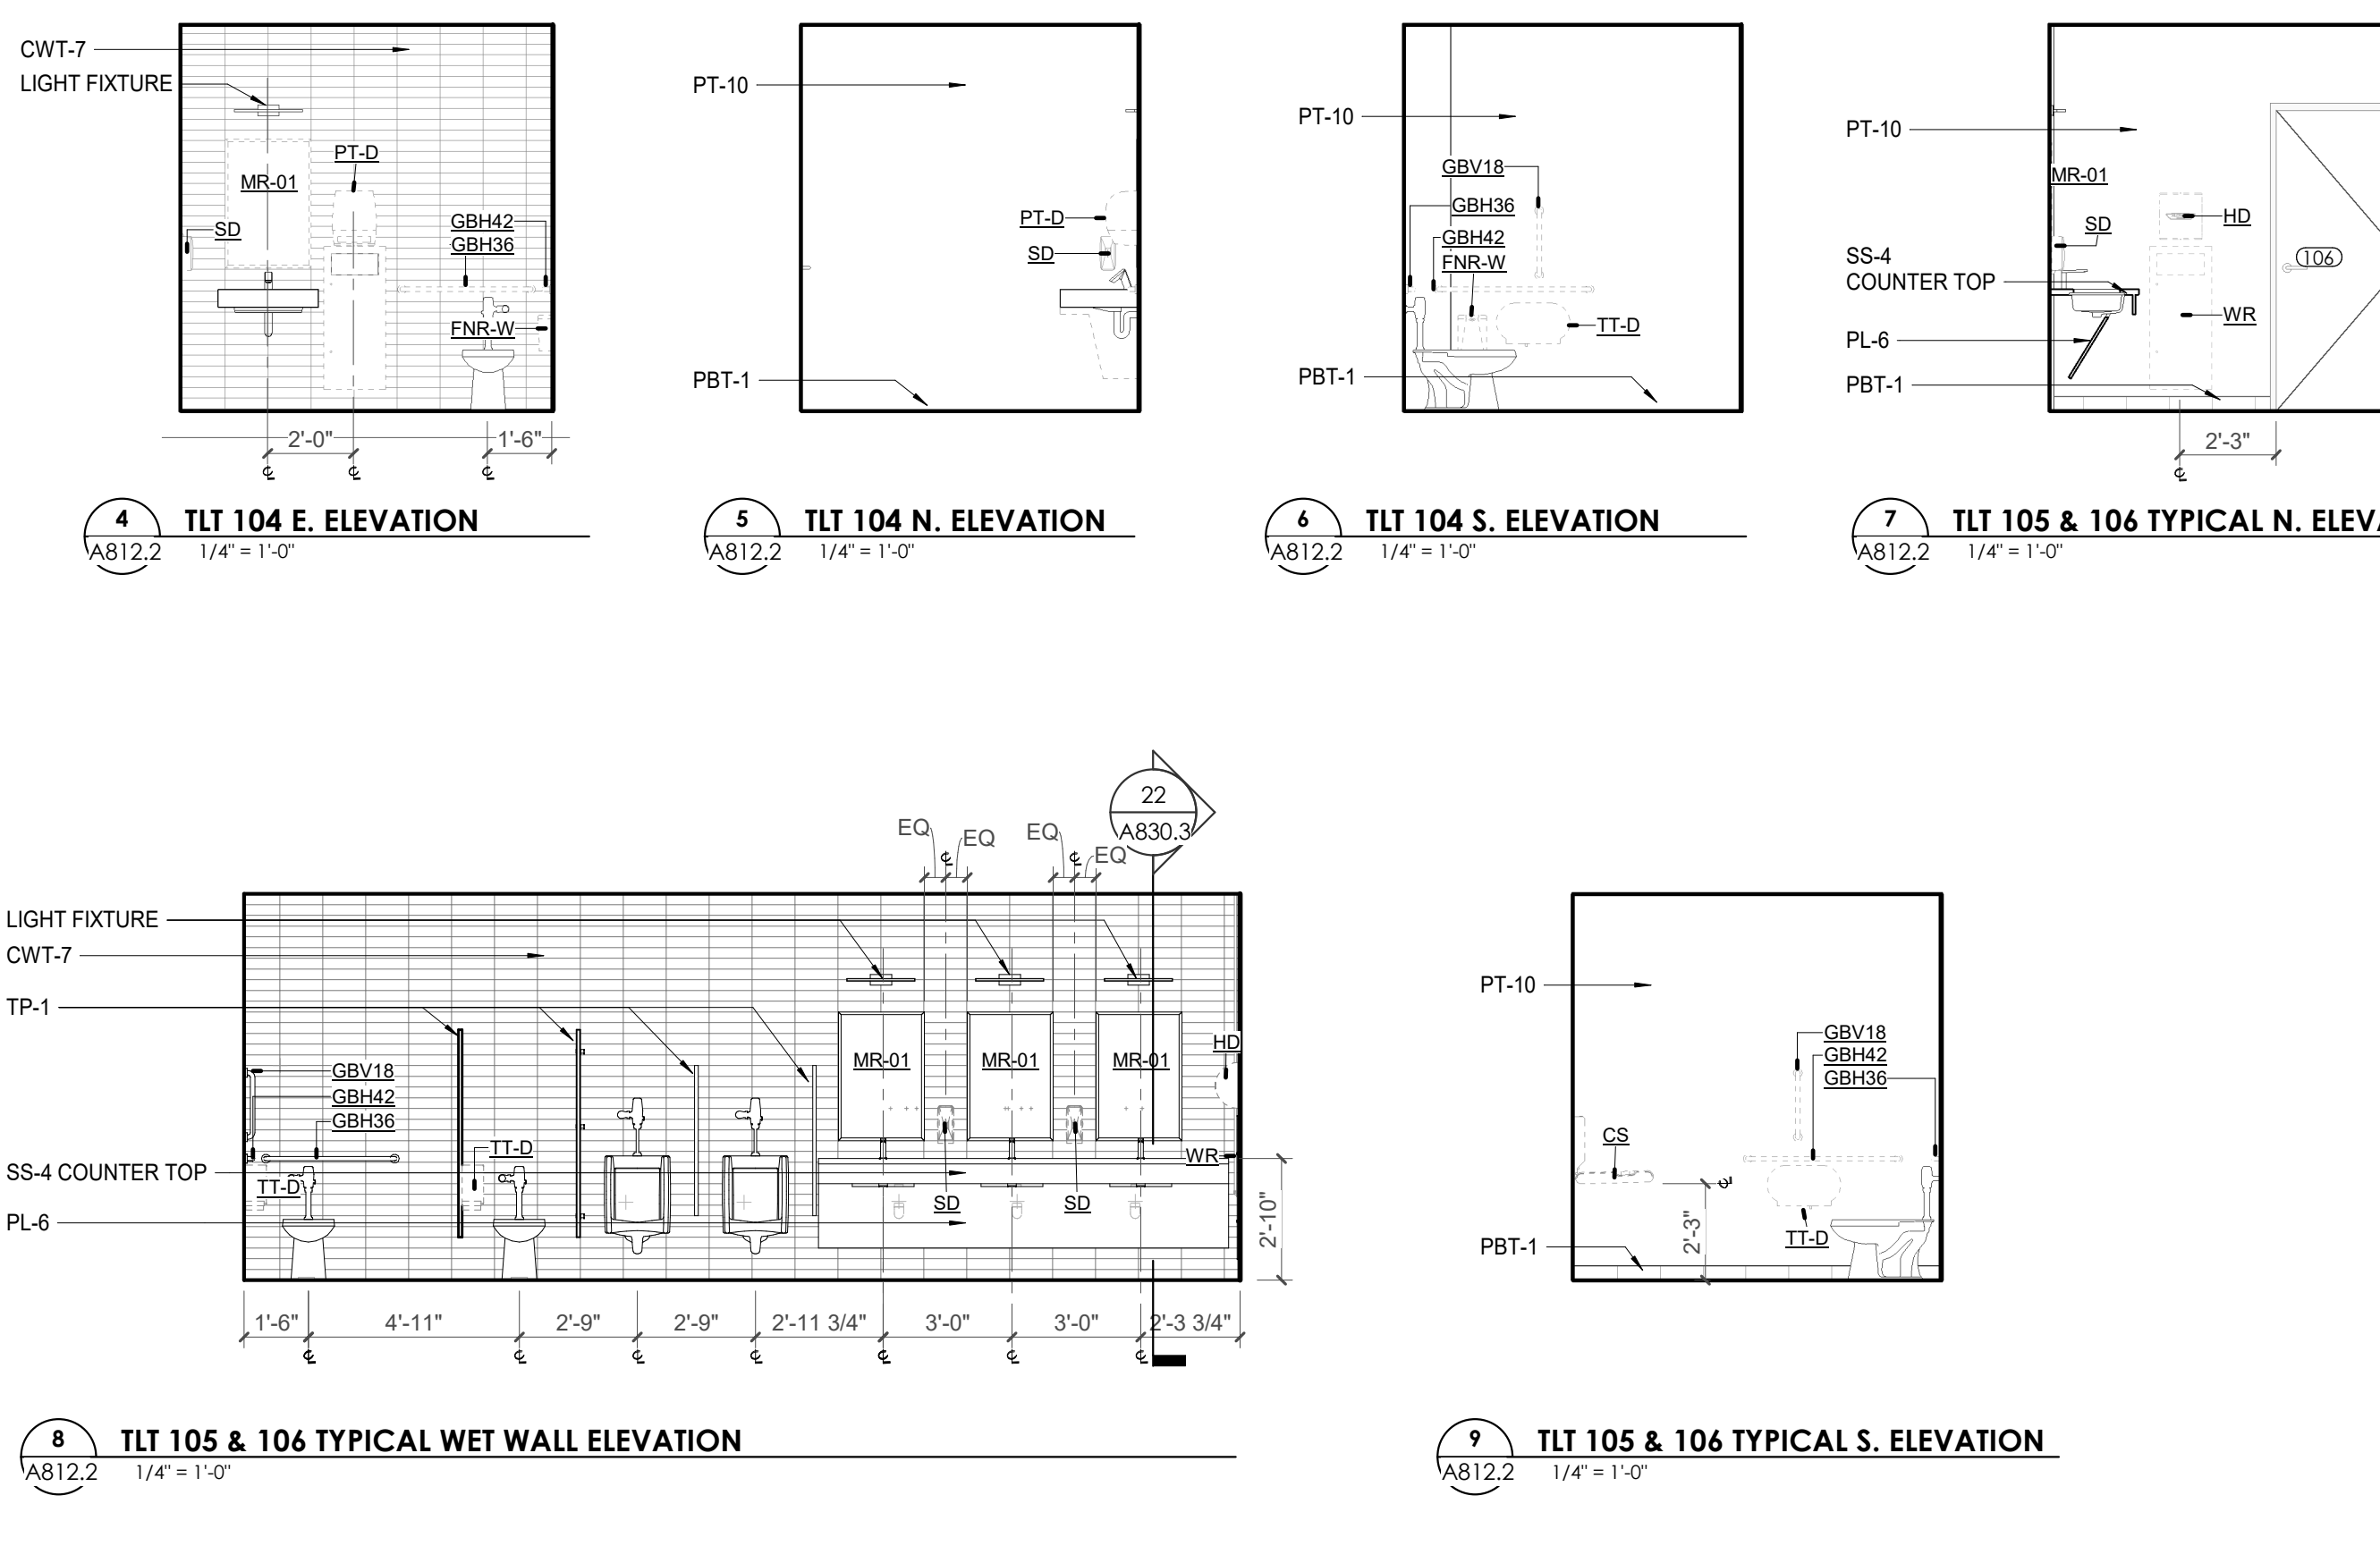 CWT-7
LIGHT FIXTURE
PT-D
MR-01
SD
GBH42
GBH36
FNR-W
2'-0"
1'-6"
℄
℄
℄
4
A812.2
TLT 104 E. ELEVATION
1/4" = 1'-0"
PT-10
PT-D
SD
PBT-1
5
A812.2
TLT 104 N. ELEVATION
1/4" = 1'-0"
PT-10
GBV18
GBH36
GBH42
FNR-W
TT-D
PBT-1
6
A812.2
TLT 104 S. ELEVATION
1/4" = 1'-0"
PT-10
MR-01
SD
HD
SS-4
COUNTER TOP
106
WR
PL-6
PBT-1
2'-3"
℄
7
A812.2
TLT 105 & 106 TYPICAL N. ELEV
1/4" = 1'-0"
22
A830.3
EQ
EQ
EQ
EQ
℄
℄
LIGHT FIXTURE
CWT-7
TP-1
MR-01
MR-01
MR-01
HD
GBV18
GBH42
GBH36
TT-D
WR
SS-4 COUNTER TOP
TT-D
SD
SD
PL-6
2'-10"
1'-6"
4'-11"
2'-9"
2'-9"
2'-11 3/4"
3'-0"
3'-0"
2'-3 3/4"
℄
℄
℄
℄
℄
℄
℄
8
A812.2
TLT 105 & 106 TYPICAL WET WALL ELEVATION
1/4" = 1'-0"
PT-10
GBV18
GBH42
GBH36
CS
℄
2'-3"
TT-D
PBT-1
9
A812.2
TLT 105 & 106 TYPICAL S. ELEVATION
1/4" = 1'-0"